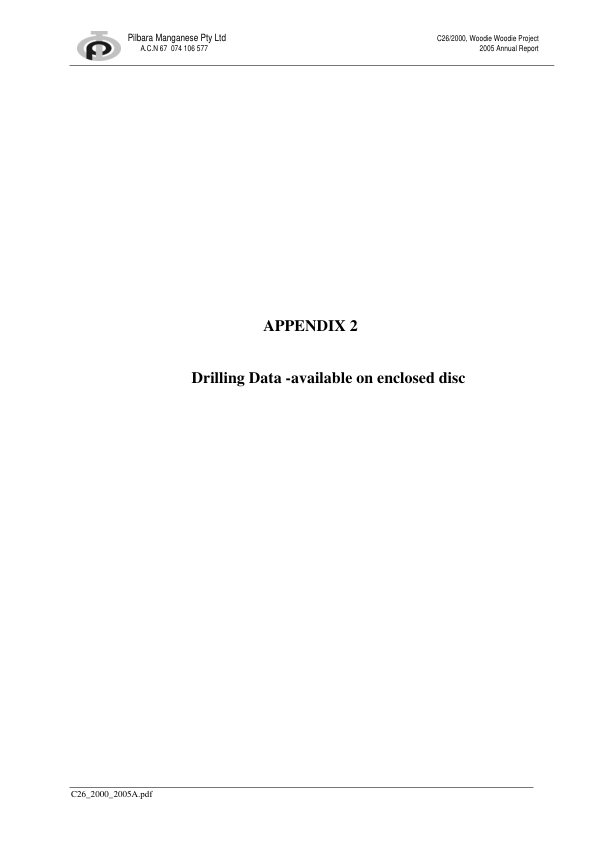 Pilbara Manganese Pty Ltd
A.C.N 67 074 106 577
C26/2000, Woodie Woodie Project
2005 Annual Report
APPENDIX 2
Drilling Data -available on enclosed disc
C26_2000_2005A.pdf